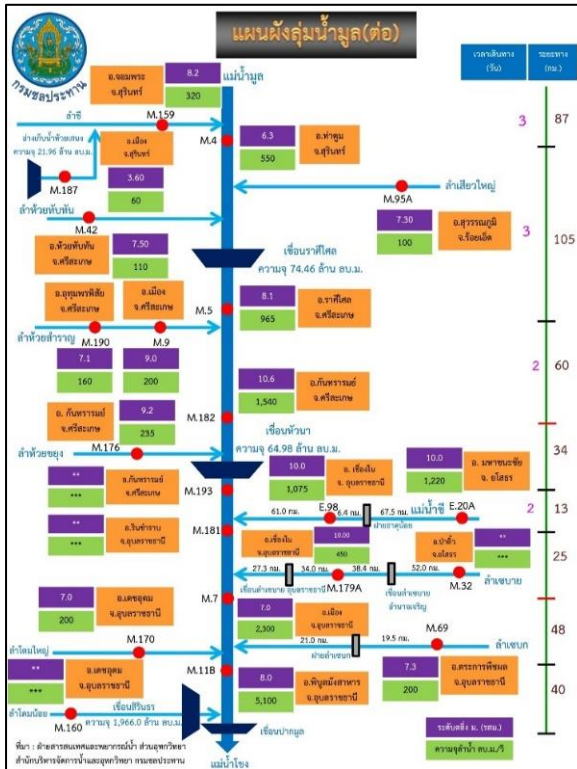 แผนผังลุ่มน้ำมูล(ต่อ)
กรมชลประทาน
เวลาเดินทาง
(วัน)
ระยะทาง
(กม.)
อ.จอมพระ
จ.สุรินทร์
8.2
320
แม่น้ำมูล
ลำชี
M.159
M.4
6.3
550
อ.ท่าตูม
จ.สุรินทร์
3
87
อ่างเก็บน้ำห้วยเสนง
ความจุ 21.96 ล้าน ลบ.ม.
อ.เมือง
จ.สุรินทร์
3.60
60
M.187
ลำเสียวใหญ่
M.95A
7.30
100
อ.สุวรรณภูมิ
จ.ร้อยเอ็ด
3
105
ลำห้วยทับทัน
M.42
อ.ห้วยทับทัน
จ.ศรีสะเกษ
7.50
110
เขื่อนราศีไศล
ความจุ 74.46 ล้าน ลบ.ม.
อ.อุทุมพรพิสัย
จ.ศรีสะเกษ
อ.เมือง
จ.ศรีสะเกษ
M.5
8.1
965
อ.ราศีไศล
จ.ศรีสะเกษ
ลำห้วยสำราญ
M.190
M.9
7.1
160
9.0
200
2
60
10.6
1,540
อ.กันทรารมย์
จ.ศรีสะเกษ
อ. กันทรารมย์
จ.ศรีสะเกษ
9.2
235
M.182
M.176
ลำห้วยขยุง
เขื่อนหัวนา
ความจุ 64.98 ล้าน ลบ.ม.
34
10.0
1,075
อ. เขื่องใน
จ. อุบลราชธานี
10.0
1,220
อ. มหาชนะชัย
จ. ยโสธร
**
***
อ.กันทรารมย์
จ.ศรีสะเกษ
M.193
61.0 กม.
E.98
6.4 กม.
67.5 กม.
แม่น้ำชี
E.20A
ฝายธาตุน้อย
2
13
**
***
อ.วารินชำราบ
จ.อุบลราชธานี
M.181
อ.เขื่องใน
จ.อุบลราชธานี
10.00
450
อ.ป่าติ้ว
จ.ยโสธร
**
***
25
27.3 กม.
34.0 กม.
38.4 กม.
52.0 กม.
ลำเซบาย
M.179A
M.32
อำนาจเจริญ
7.0
200
อ.เดชอุดม
จ.อุบลราชธานี
M.7
7.0
2,300
อ.เมือง
จ.อุบลราชธานี
48
M.170
ลำโดมใหญ่
21.0 กม.
19.5 กม.
M.69
ลำเซบก
ฝายลำเซบก
**
***
อ.เดชอุดม
จ.อุบลราชธานี
M.11B
8.0
5,100
อ.พิบูลมังสาหาร
จ.อุบลราชธานี
7.3
200
อ.ตระการพืชผล
จ.อุบลราชธานี
40
ลำโดมน้อย
M.160
เขื่อนสิรินธร
ความจุ 1,966.0 ล้านลบ.ม.
เขื่อนปากมูล
แม่น้ำโขง
ระดับตลิ่ง ม. (รทม.)
ความจุลำน้ำ ลบ.ม./วิ
ที่มา : ฝ่ายสารสนเทศและพยากรณ์น้ำ ส่วนอุทกวิทยา
สำนักบริหารจัดการน้ำและอุทกวิทยา กรมชลประทาน